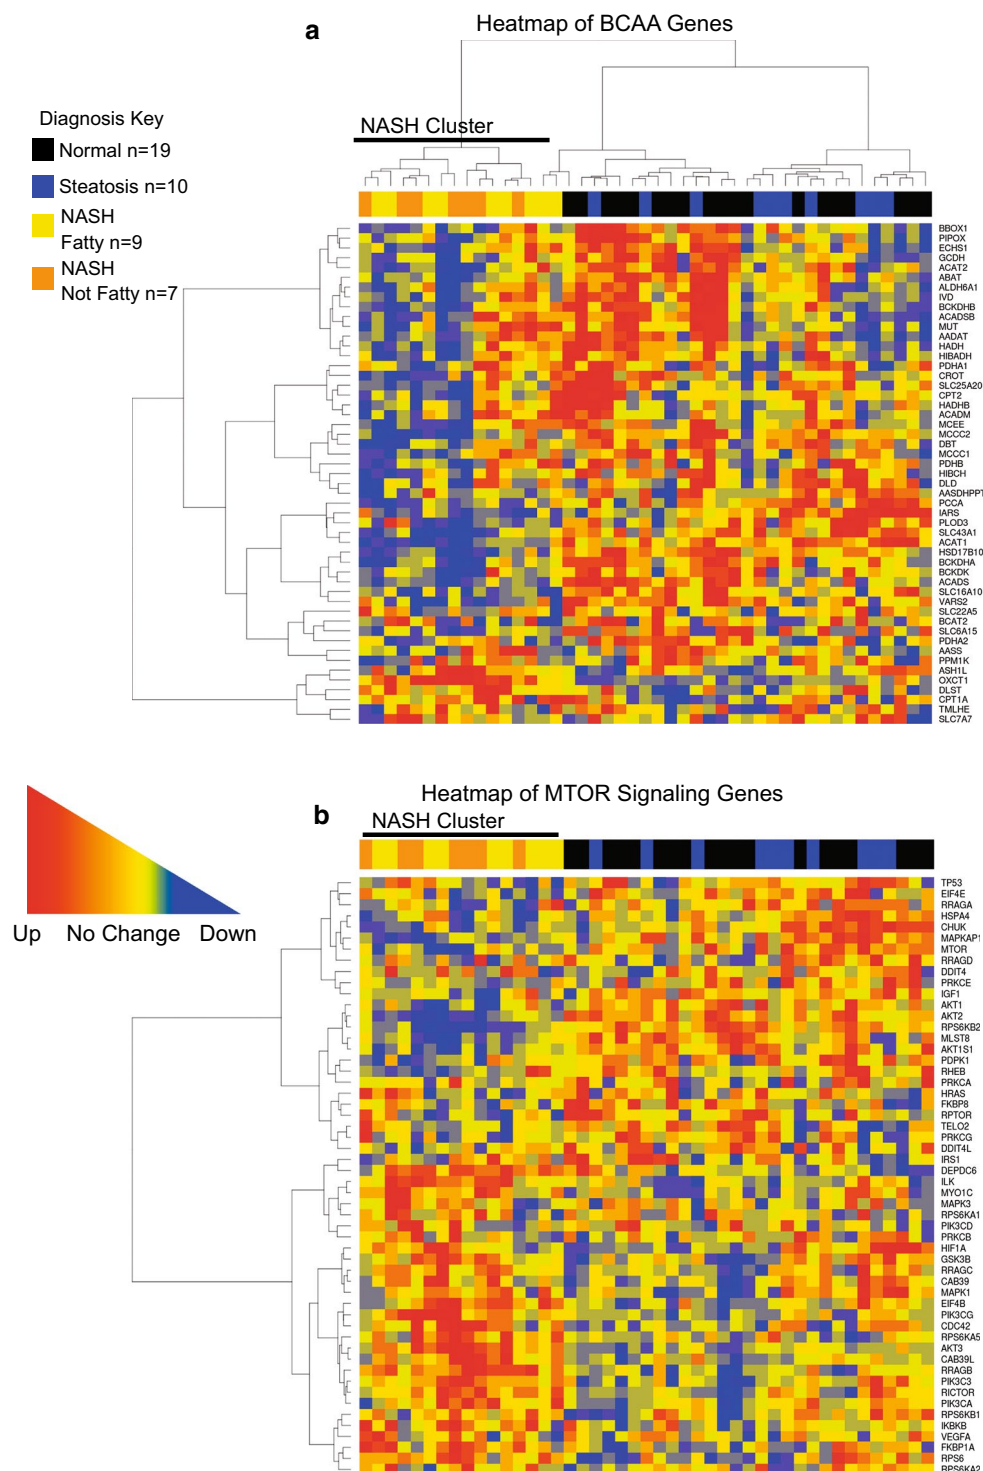 a
Heatmap of BCAA Genes
Diagnosis Key
Normal n=19
Steatosis n=10
NASH
Fatty n=9
NASH
Not Fatty n=7
NASH Cluster
BBOX1
PIPOX
ECHS1
GCDH
ACAT2
ABAT
ALDH6A1
IVD
BCKDHB
ACADSB
MUT
AADAT
HADH
HIBADH
PDHA1
CROT
SLC25A20
CPT2
HADHB
ACADM
MCEE
MCCC2
DBT
MCCC1
PDHB
HIBCH
DLD
AASDHPPT
PCCA
IARS
PLOD3
SLC43A1
ACAT1
HSD17B10
BCKDHA
BCKDK
ACADS
SLC16A10
VARS2
SLC22A5
BCAT2
SLC6A15
PDHA2
AASS
PPM1K
ASH1L
OXCT1
DLST
CPT1A
TMLHE
SLC7A7
Up No Change Down
b
Heatmap of MTOR Signaling Genes
NASH Cluster
TP53
EIF4E
RRAGA
HSPA4
CHUK
MAPKAP1
MTOR
RRAGD
DDIT4
PRKCE
IGF1
AKT1
AKT2
RPS6KB2
MLST8
AKT1S1
PDPK1
RHEB
PRKCA
HRAS
FKBP8
RPTOR
TELO2
PRKCG
DDIT4L
IRS1
DEPDC6
ILK
MYO1C
MAPK3
RPS6KA1
PIK3CD
PRKCB
HIF1A
GSK3B
RRAGC
CAB39
MAPK1
EIF4B
PIK3CG
CDC42
RPS6KA5
AKT3
CAB39L
RRAGB
PIK3C3
RICTOR
PIK3CA
RPS6KB1
IKBKB
VEGFA
FKBP1A
RPS6
RPS6KA2